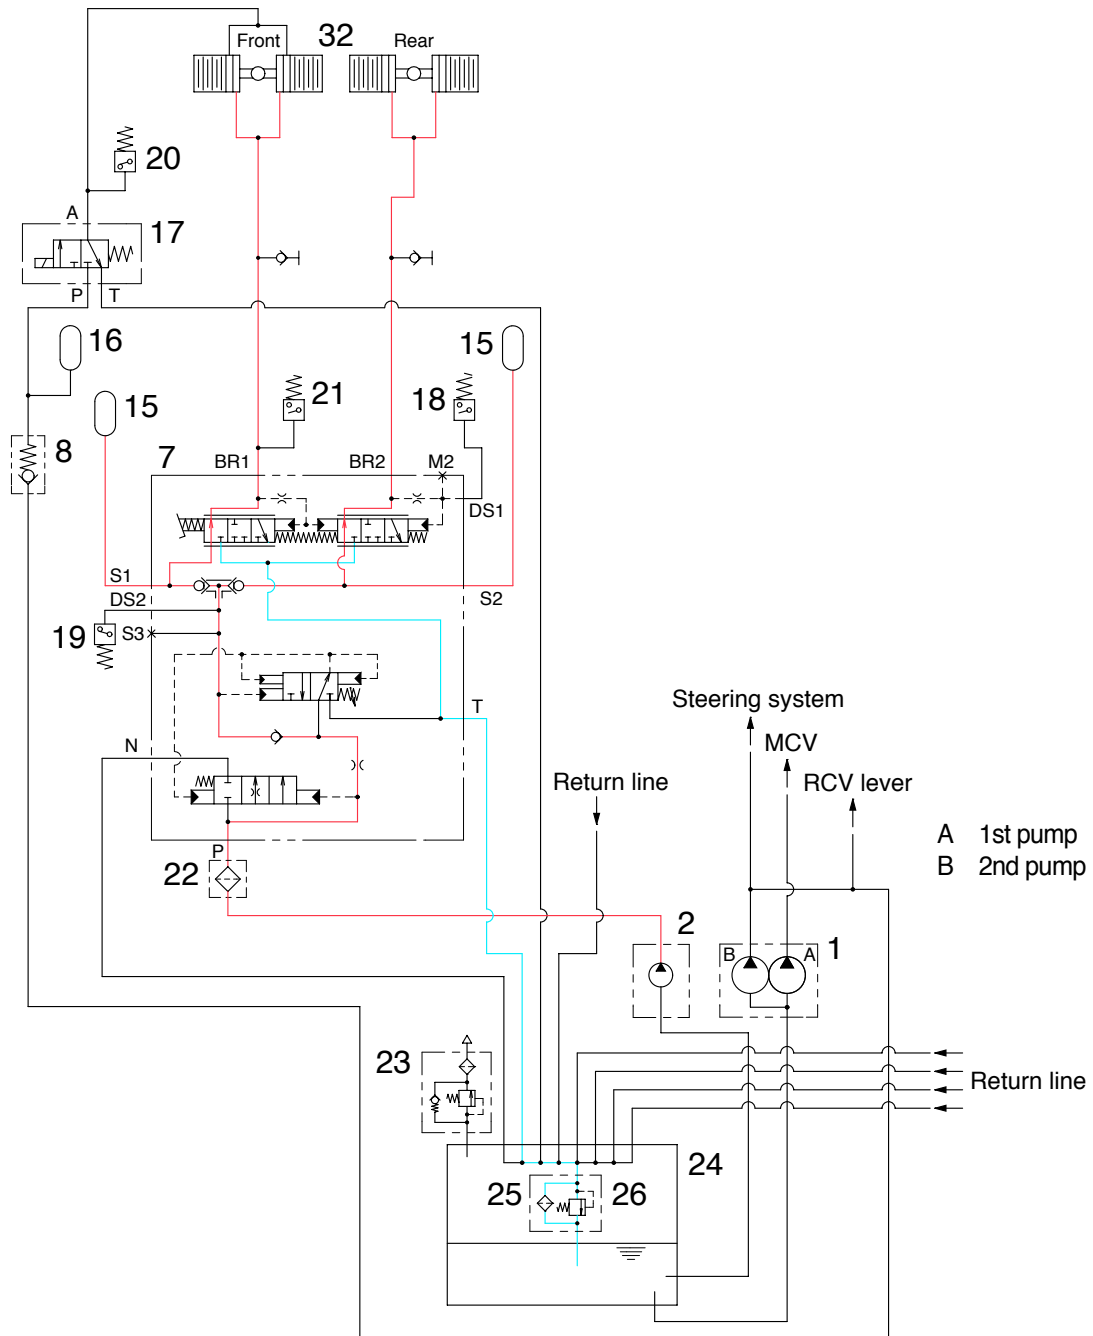 Front 32 Rear
20
A
17
P T
16
15
15
21
18
8
7
BR1 BR2 M2
DS1
S1
S2
DS2
19
S3
T
N
P
22
Steering system
MCV
Return line
RCV lever
A 1st pump
B 2nd pump
2
B A 1
23
Return line
24
25 26